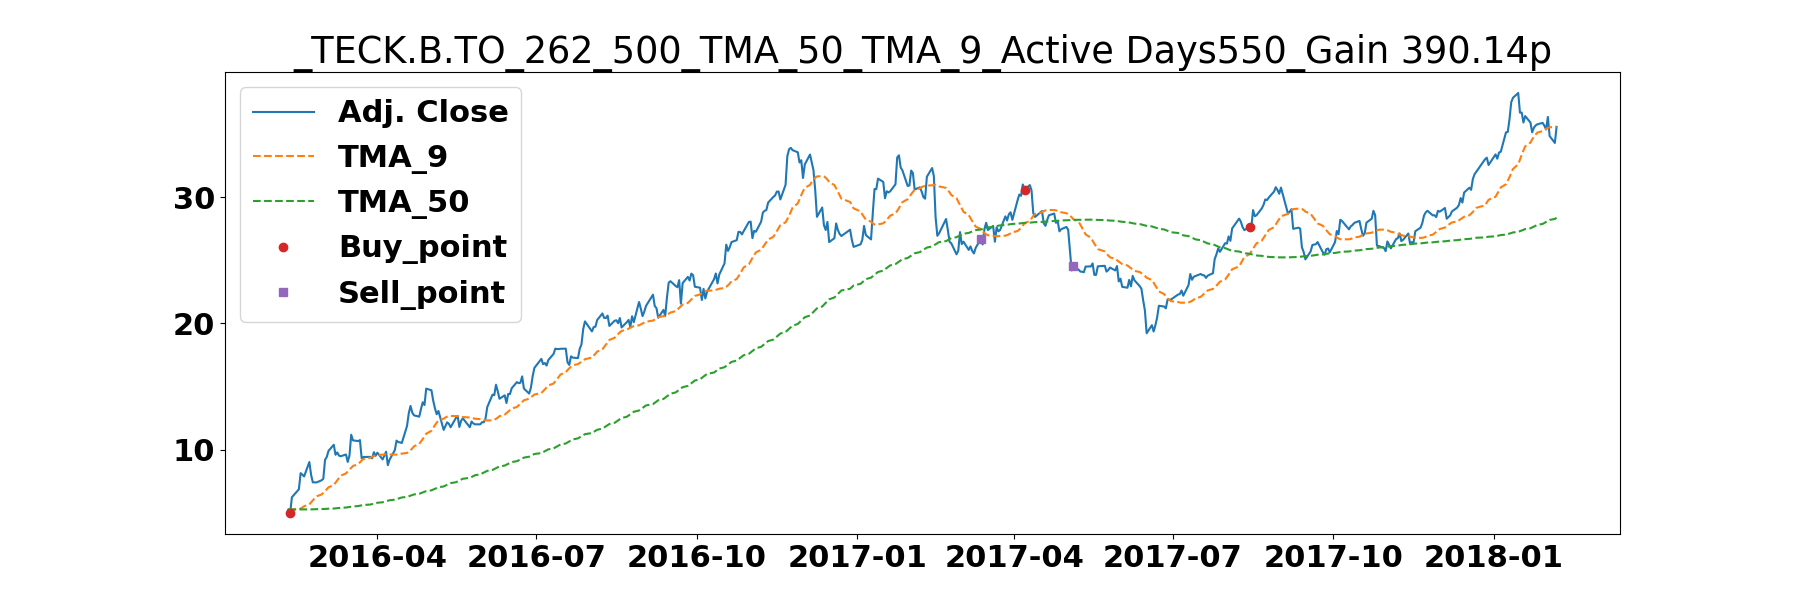 _TECK.B.TO_262_500_TMA_50_TMA_9_Active Days550_Gain 390.14p
Adj. Close
TMA_9
TMA_50
Buy_point
Sell_point
30
20
10
2016-04 2016-07 2016-10 2017-01 2017-04 2017-07 2017-10 2018-01